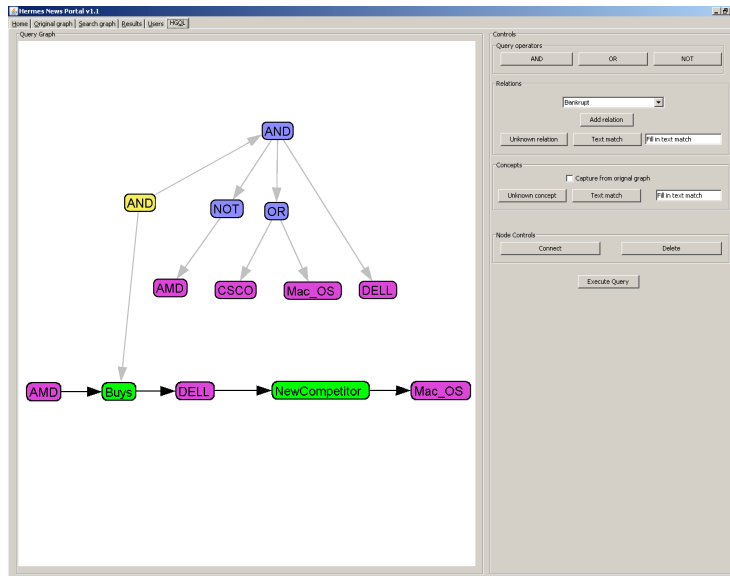 Hermes News Portal v1.1
Home Original graph Search graph Results Users HGQL
Query Graph
AND
AND
NOT
OR
AMD
CSCO
Mac_OS
DELL
AMD
Buys
DELL
NewCompetitor
Mac_OS
Controls
Query operators
AND OR NOT
Relations
Bankrupt
Add relation
Unknown relation Text match Fill in text match
Concepts
Capture from orignal graph
Unknown concept Text match Fill in text match
Node Controls
Connect Delete
Execute Query